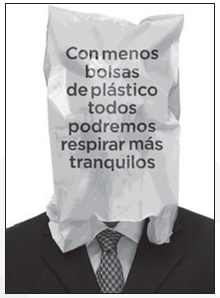 Con menos
bolsas
de plástico
todos
podremos
respirar más
tranquilos